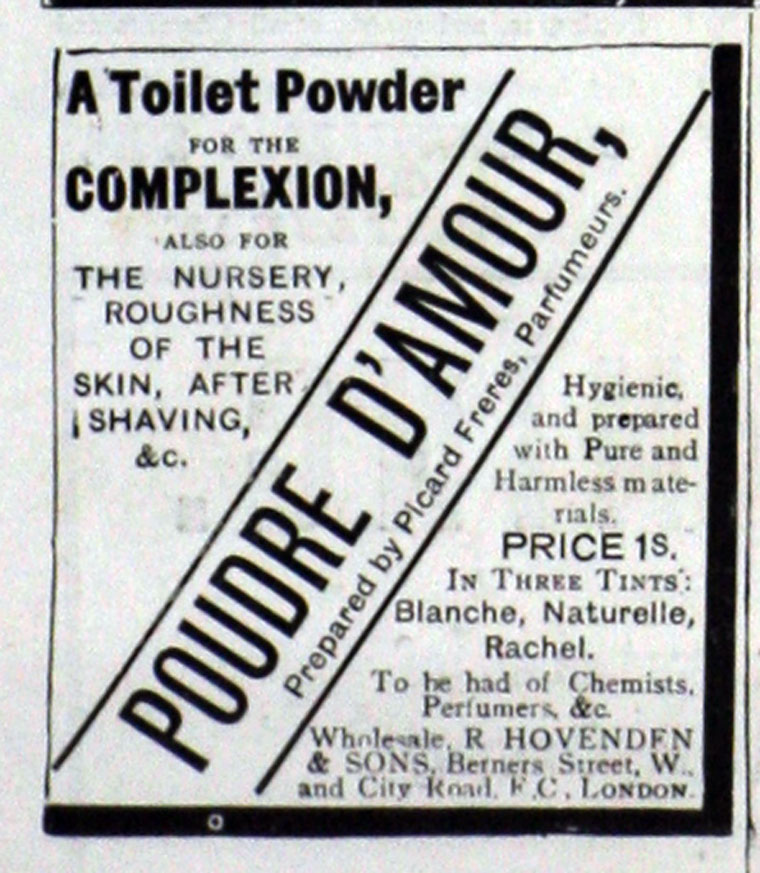 A Toilet Powder
FOR THE
COMPLEXION,
ALSO FOR
THE NURSERY,
ROUGHNESS
OF THE
SKIN, AFTER
SHAVING,
&c.
POUDRE D'AMOUR,
Prepared by Picard Freres, Parfumeurs.
Hygienic,
and prepared
with Pure and
Harmless mate-
rials.
PRICE 1S.
IN THREE TINTS:
Blanche, Naturelle,
Rachel.
To be had of Chemists,
Perfumers, &c.
Wholesale, R HOVENDEN
& SONS, Berners Street, W.,
and City Road, E.C., LONDON.